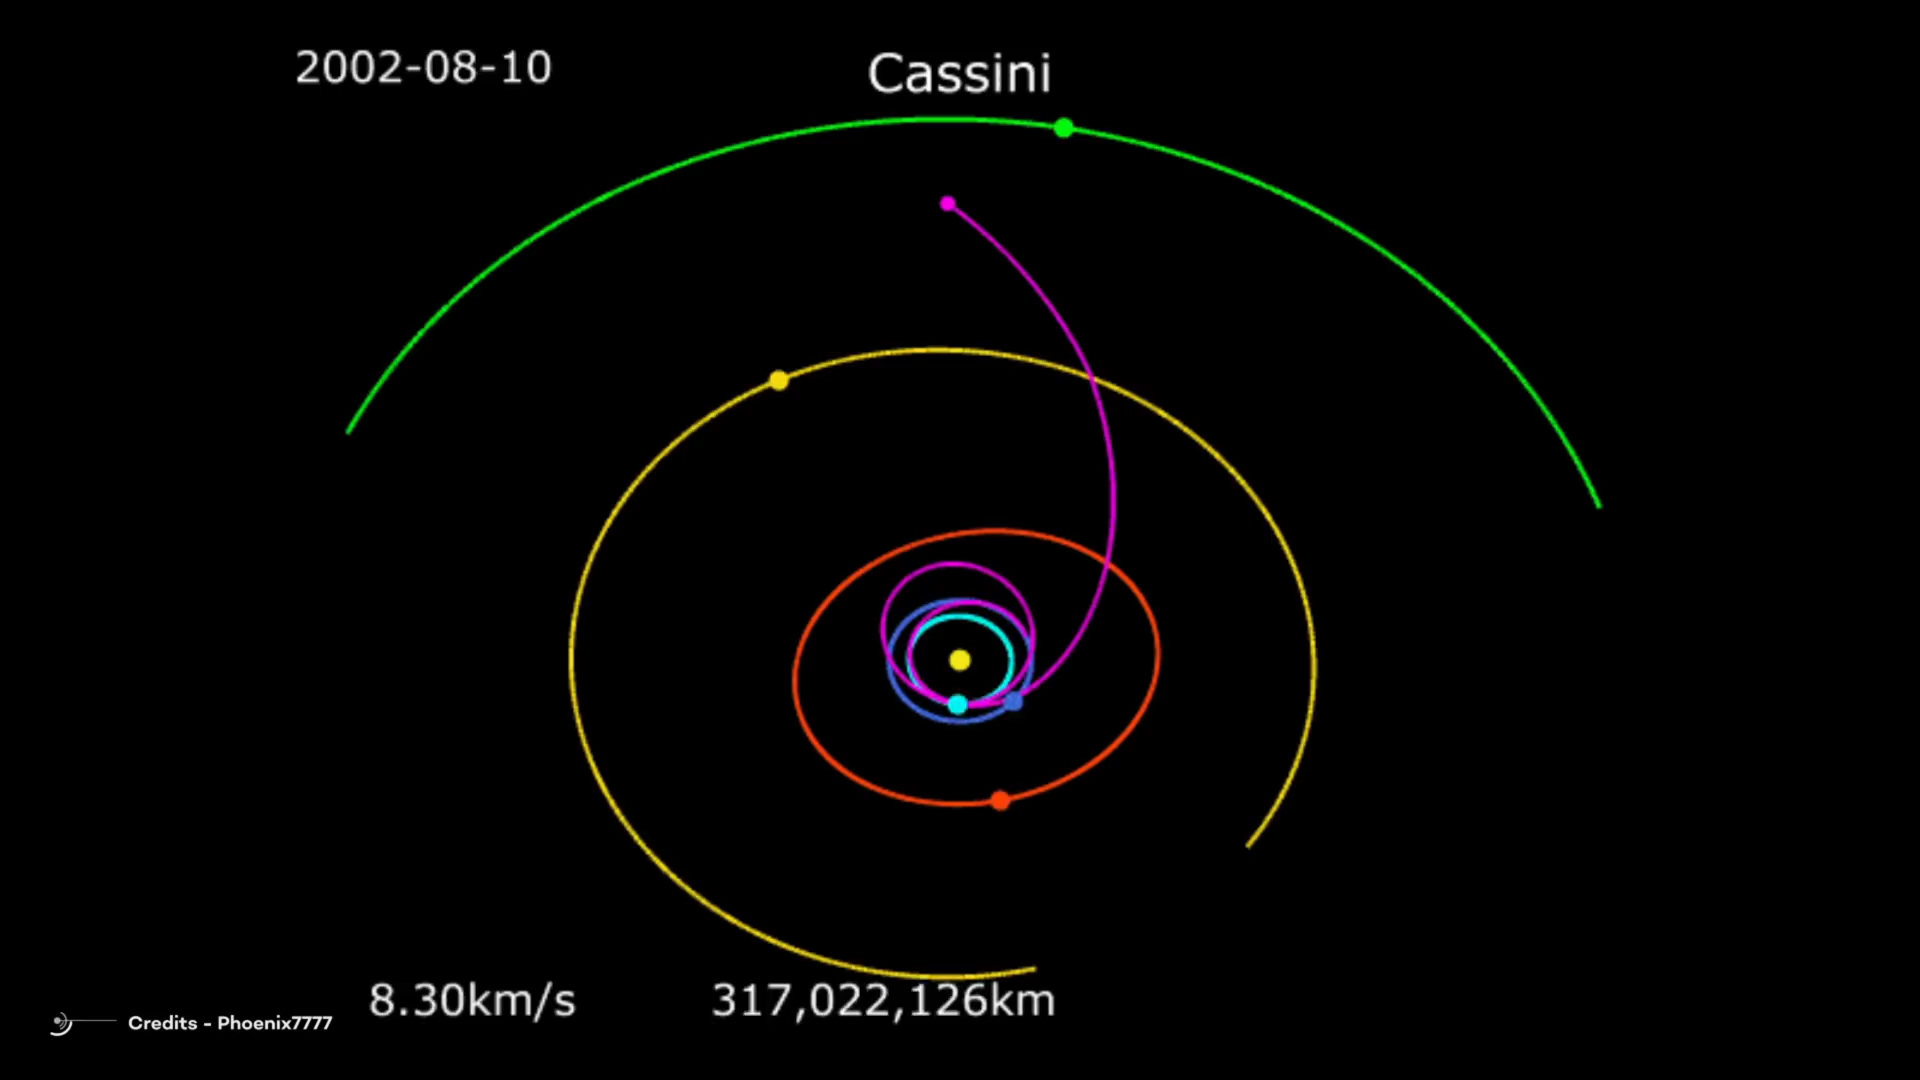 2002-08-10
Cassini
8.30km/s
317,022,126km
Credits - Phoenix7777